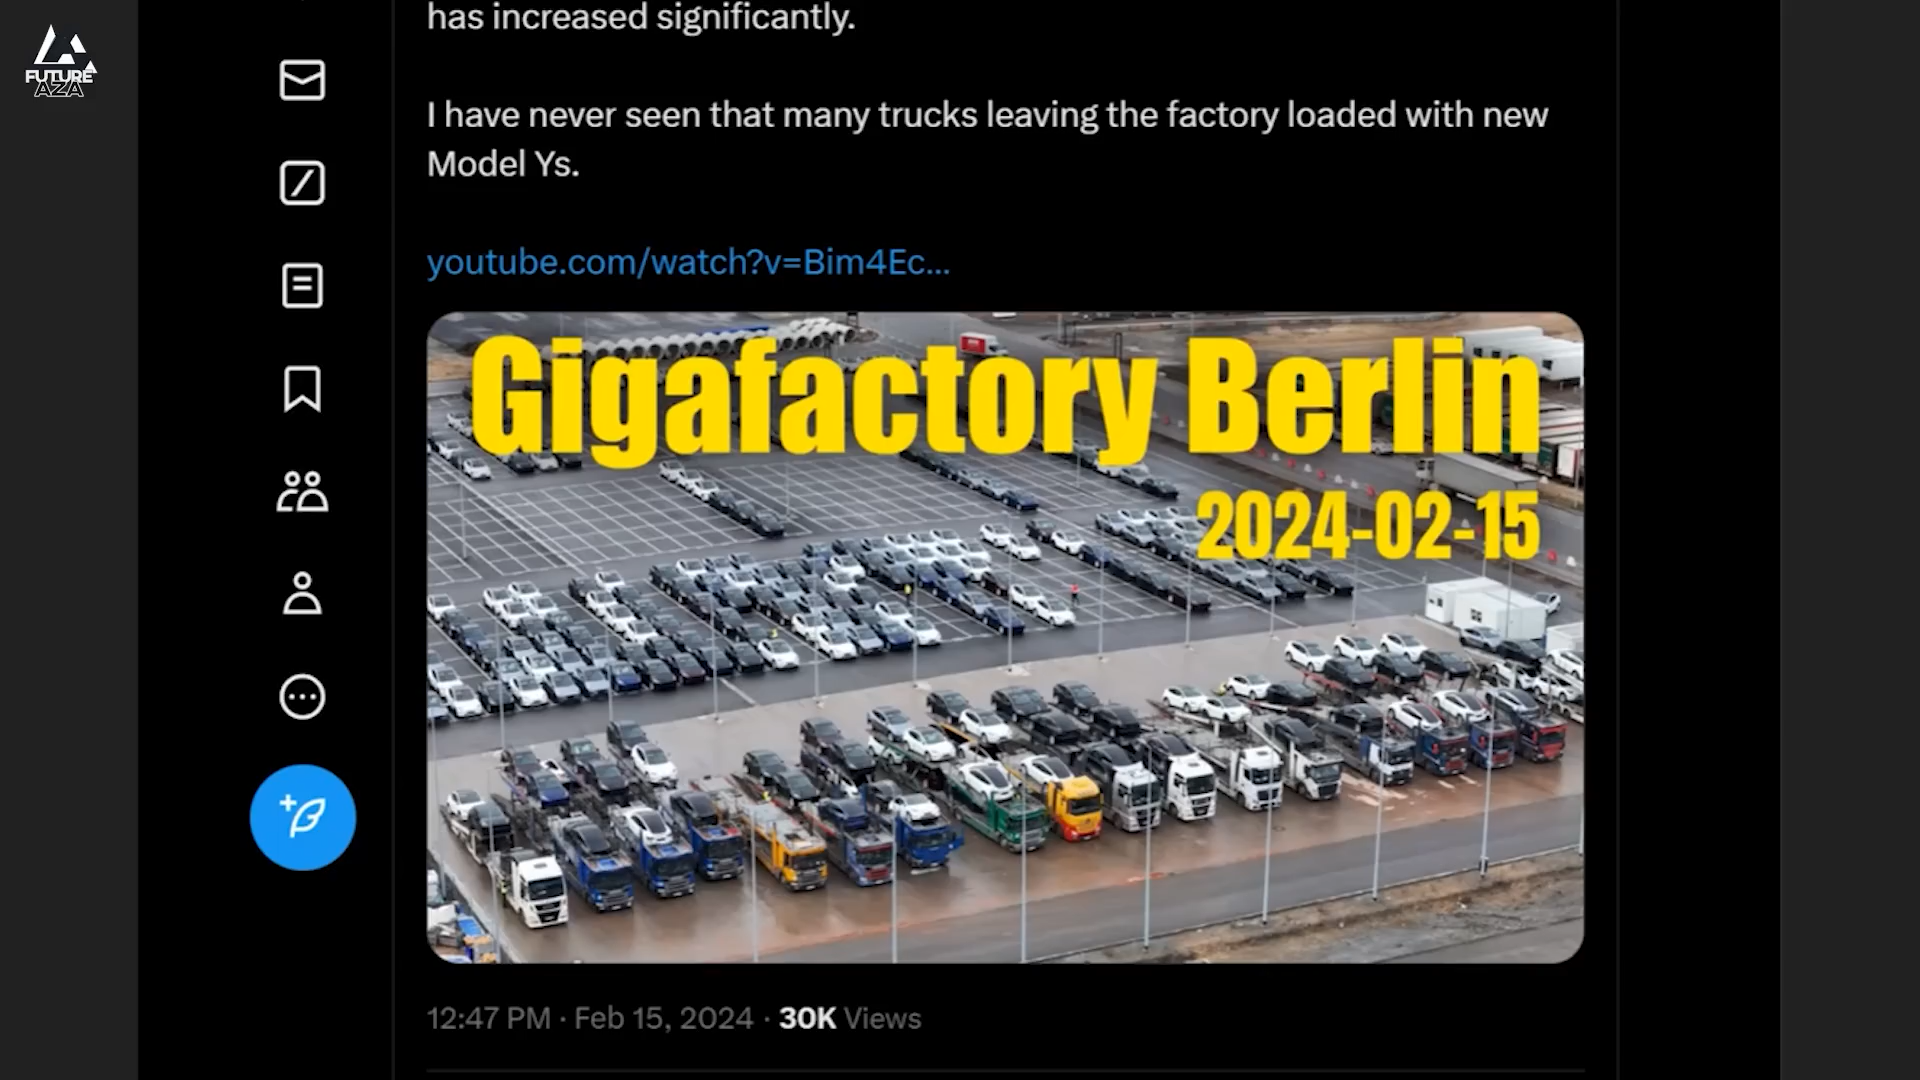 FUTURE
AZA
has increased significantly.
I have never seen that many trucks leaving the factory loaded with new
Model Ys.
youtube.com/watch?v=Bim4Ec...
Gigafactory Berlin
2024-02-15
12:47 PM · Feb 15, 2024 · 30K Views